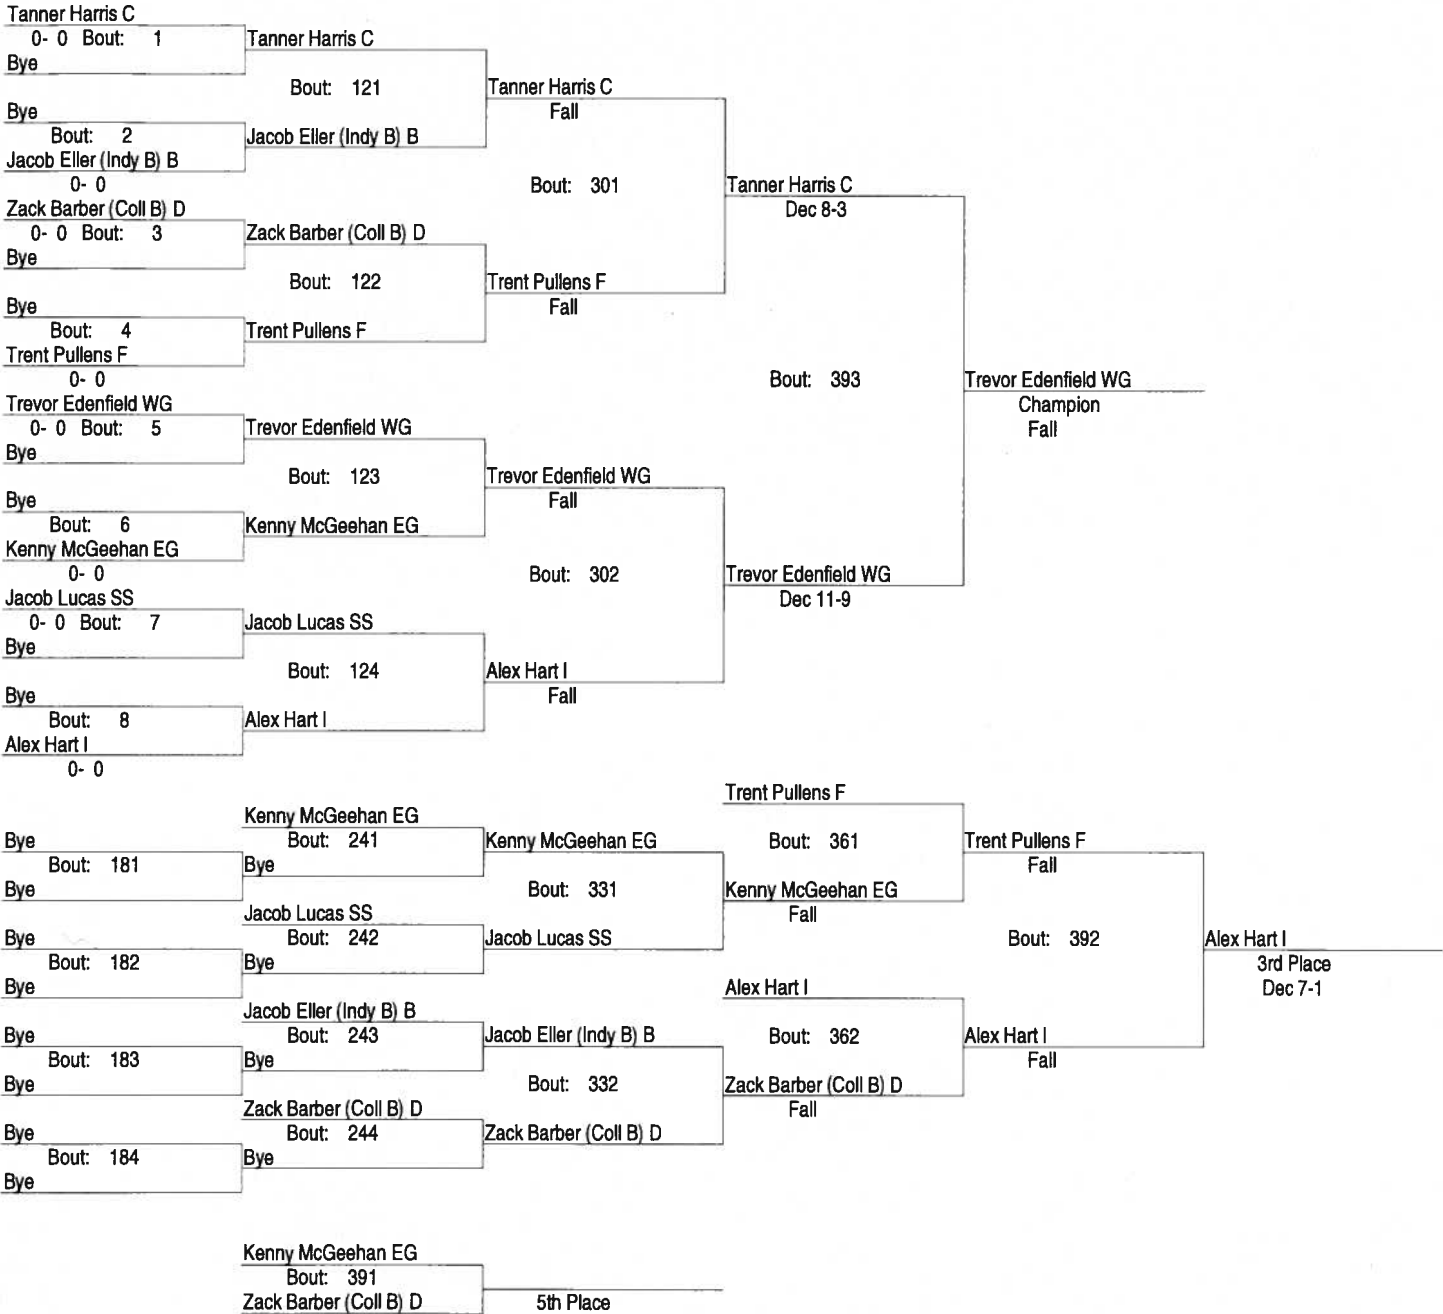 Tanner Harris C
0- 0 Bout: 1
Bye
Bye
Bout: 2
Jacob Eller (Indy B) B
0- 0
Zack Barber (Coll B) D
0- 0 Bout: 3
Bye
Bye
Bout: 4
Trent Pullens F
0- 0
Trevor Edenfield WG
0- 0 Bout: 5
Bye
Bye
Bout: 6
Kenny McGeehan EG
0- 0
Jacob Lucas SS
0- 0 Bout: 7
Bye
Bye
Bout: 8
Alex Hart I
0- 0
Tanner Harris C
Bout: 121
Jacob Eller (Indy B) B
Zack Barber (Coll B) D
Bout: 122
Trent Pullens F
Trevor Edenfield WG
Bout: 123
Kenny McGeehan EG
Jacob Lucas SS
Bout: 124
Alex Hart I
Tanner Harris C
Fall
Bout: 301
Trent Pullens F
Fall
Trevor Edenfield WG
Fall
Bout: 302
Alex Hart I
Fall
Tanner Harris C
Dec 8-3
Bout: 393
Trevor Edenfield WG
Dec 11-9
Trevor Edenfield WG
Champion
Fall
Bye
Bout: 181
Bye
Bye
Bout: 182
Bye
Bye
Bout: 183
Bye
Bye
Bout: 184
Bye
Kenny McGeehan EG
Bout: 241
Bye
Jacob Lucas SS
Bout: 242
Bye
Jacob Eller (Indy B) B
Bout: 243
Bye
Zack Barber (Coll B) D
Bout: 244
Bye
Kenny McGeehan EG
Bout: 331
Jacob Lucas SS
Jacob Eller (Indy B) B
Bout: 332
Zack Barber (Coll B) D
Trent Pullens F
Bout: 361
Kenny McGeehan EG
Fall
Alex Hart I
Bout: 362
Zack Barber (Coll B) D
Fall
Trent Pullens F
Fall
Bout: 392
Alex Hart I
Fall
Alex Hart I
3rd Place
Dec 7-1
Kenny McGeehan EG
Bout: 391
Zack Barber (Coll B) D
5th Place